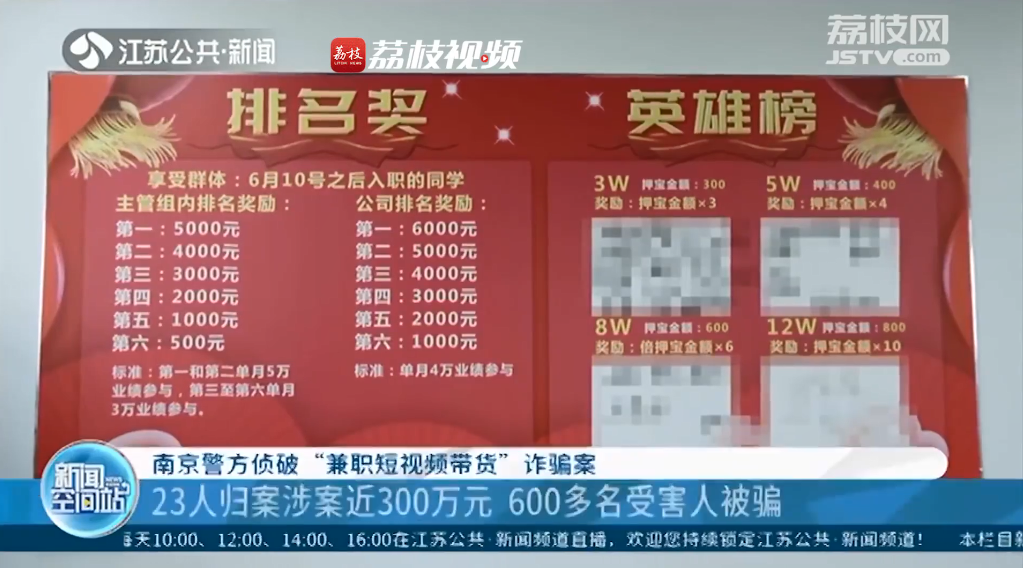 江苏公共·新闻
荔枝
LITCHI NEWS
荔枝视频
荔枝网
JSTV.com
排名奖
享受群体：6月10号之后入职的同学
主管组内排名奖励：
第一：5000元
第二：4000元
第三：3000元
第四：2000元
第五：1000元
第六：500元
标准：第一和第二单月5万
业绩参与，第三至第六单月
3万业绩参与。
公司排名奖励：
第一：6000元
第二：5000元
第三：4000元
第四：3000元
第五：2000元
第六：1000元
标准：单月4万业绩参与
英雄榜
3W 押宝金额：300
奖励：押宝金额×3
5W 押宝金额：400
奖励：押宝金额×4
8W 押宝金额：600
奖励：倍押宝金额×6
12W 押宝金额：800
奖励：押宝金额×10
新闻
NEWS
空间站
南京警方侦破“兼职短视频带货”诈骗案
23人归案涉案近300万元 600多名受害人被骗
每天10:00、12:00、14:00、16:00在江苏公共·新闻频道直播，欢迎您持续锁定江苏公共·新闻频道！ 本栏目新